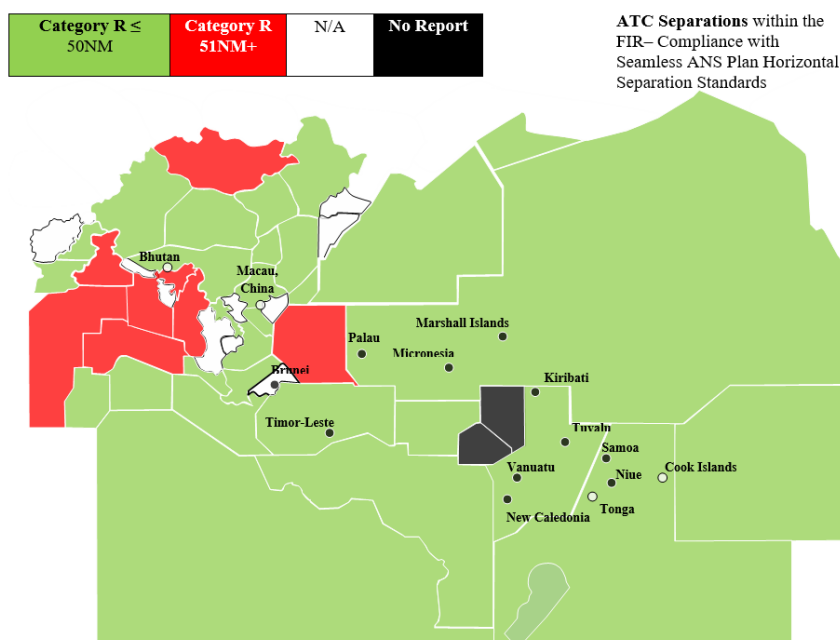 Category R ≤
50NM
Category R
51NM+
N/A
No Report
ATC Separations within the
FIR– Compliance with
Seamless ANS Plan Horizontal
Separation Standards
Bhutan
Macau,
China
Marshall Islands
Palau
Micronesia
Brunei
Kiribati
Timor-Leste
Tuvalu
Samoa
Cook Islands
Vanuatu
Niue
New Caledonia
Tonga